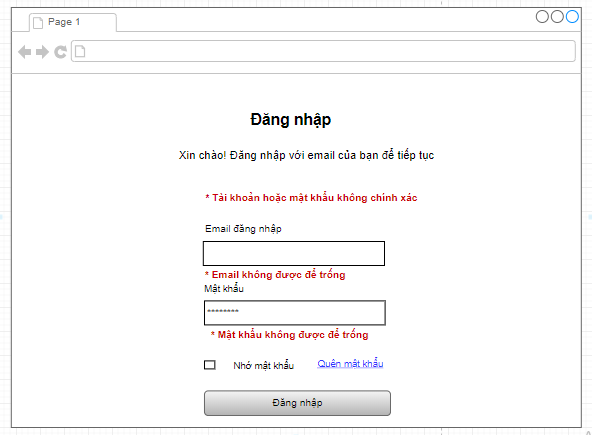 Page 1
Đăng nhập
Xin chào! Đăng nhập với email của bạn để tiếp tục
* Tài khoản hoặc mật khẩu không chính xác
Email đăng nhập
* Email không được để trống
Mật khẩu
********
* Mật khẩu không được để trống
Nhớ mật khẩu Quên mật khẩu
Đăng nhập